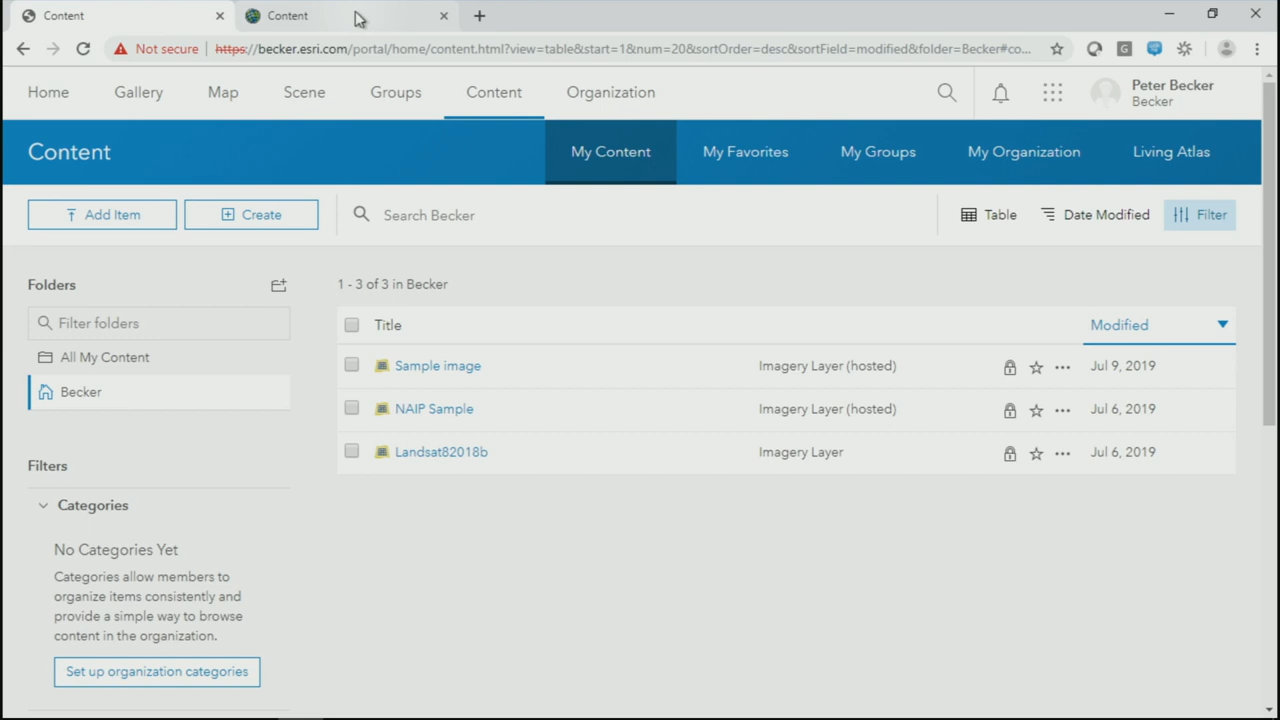 Content
Content
Not secure https://becker.esri.com/portal/home/content.html?view=table&start=1&num=20&sortOrder=desc&sortField=modified&folder=Becker#co...
Home Gallery Map Scene Groups Content Organization
Peter Becker
Becker
Content My Content My Favorites My Groups My Organization Living Atlas
Add Item Create Search Becker Table Date Modified Filter
Folders
1 - 3 of 3 in Becker
Filter folders
Title Modified
All My Content
Sample image Imagery Layer (hosted) Jul 9, 2019
Becker
NAIP Sample Imagery Layer (hosted) Jul 6, 2019
Landsat82018b Imagery Layer Jul 6, 2019
Filters
Categories
No Categories Yet
Categories allow members to
organize items consistently and
provide a simple way to browse
content in the organization.
Set up organization categories